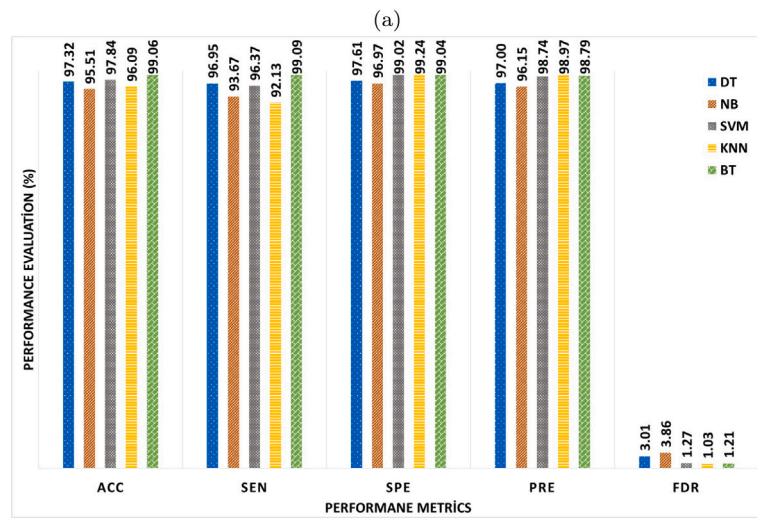 (a)
97.32 95.51 97.84 96.09 99.06 96.95 93.67 96.37 92.13 99.09 97.61 96.97 99.02 99.24 99.04 97.00 96.15 98.74 98.97 98.79
DT
NB
SVM
KNN
BT
PERFORMANCE EVALUATİON (%)
3.01 3.86 1.27 1.03 1.21
ACC SEN SPE PRE FDR
PERFORMANE METRİCS